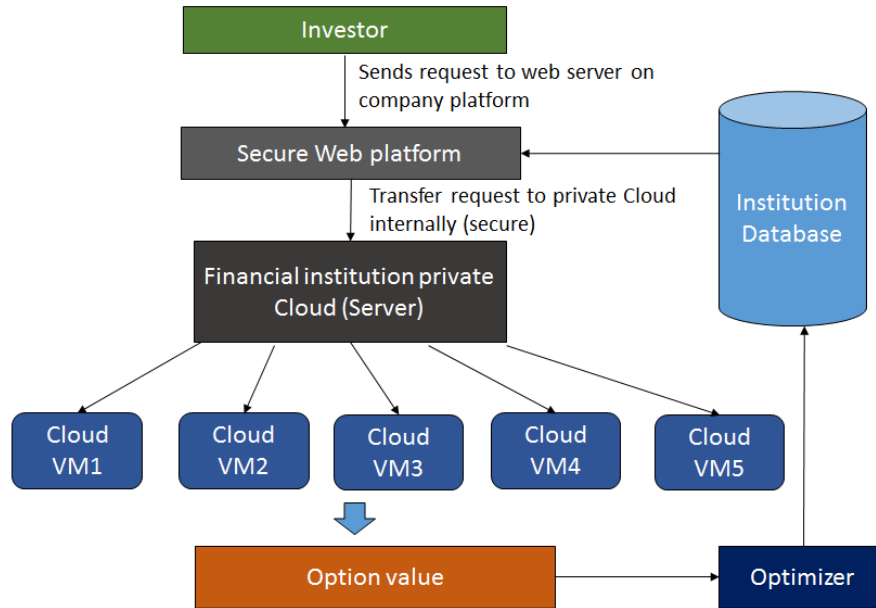 Investor
Sends request to web server on
company platform
Secure Web platform
Transfer request to private Cloud
internally (secure)
Institution
Database
Financial institution private
Cloud (Server)
Cloud
VM1
Cloud
VM2
Cloud
VM3
Cloud
VM4
Cloud
VM5
Option value
Optimizer